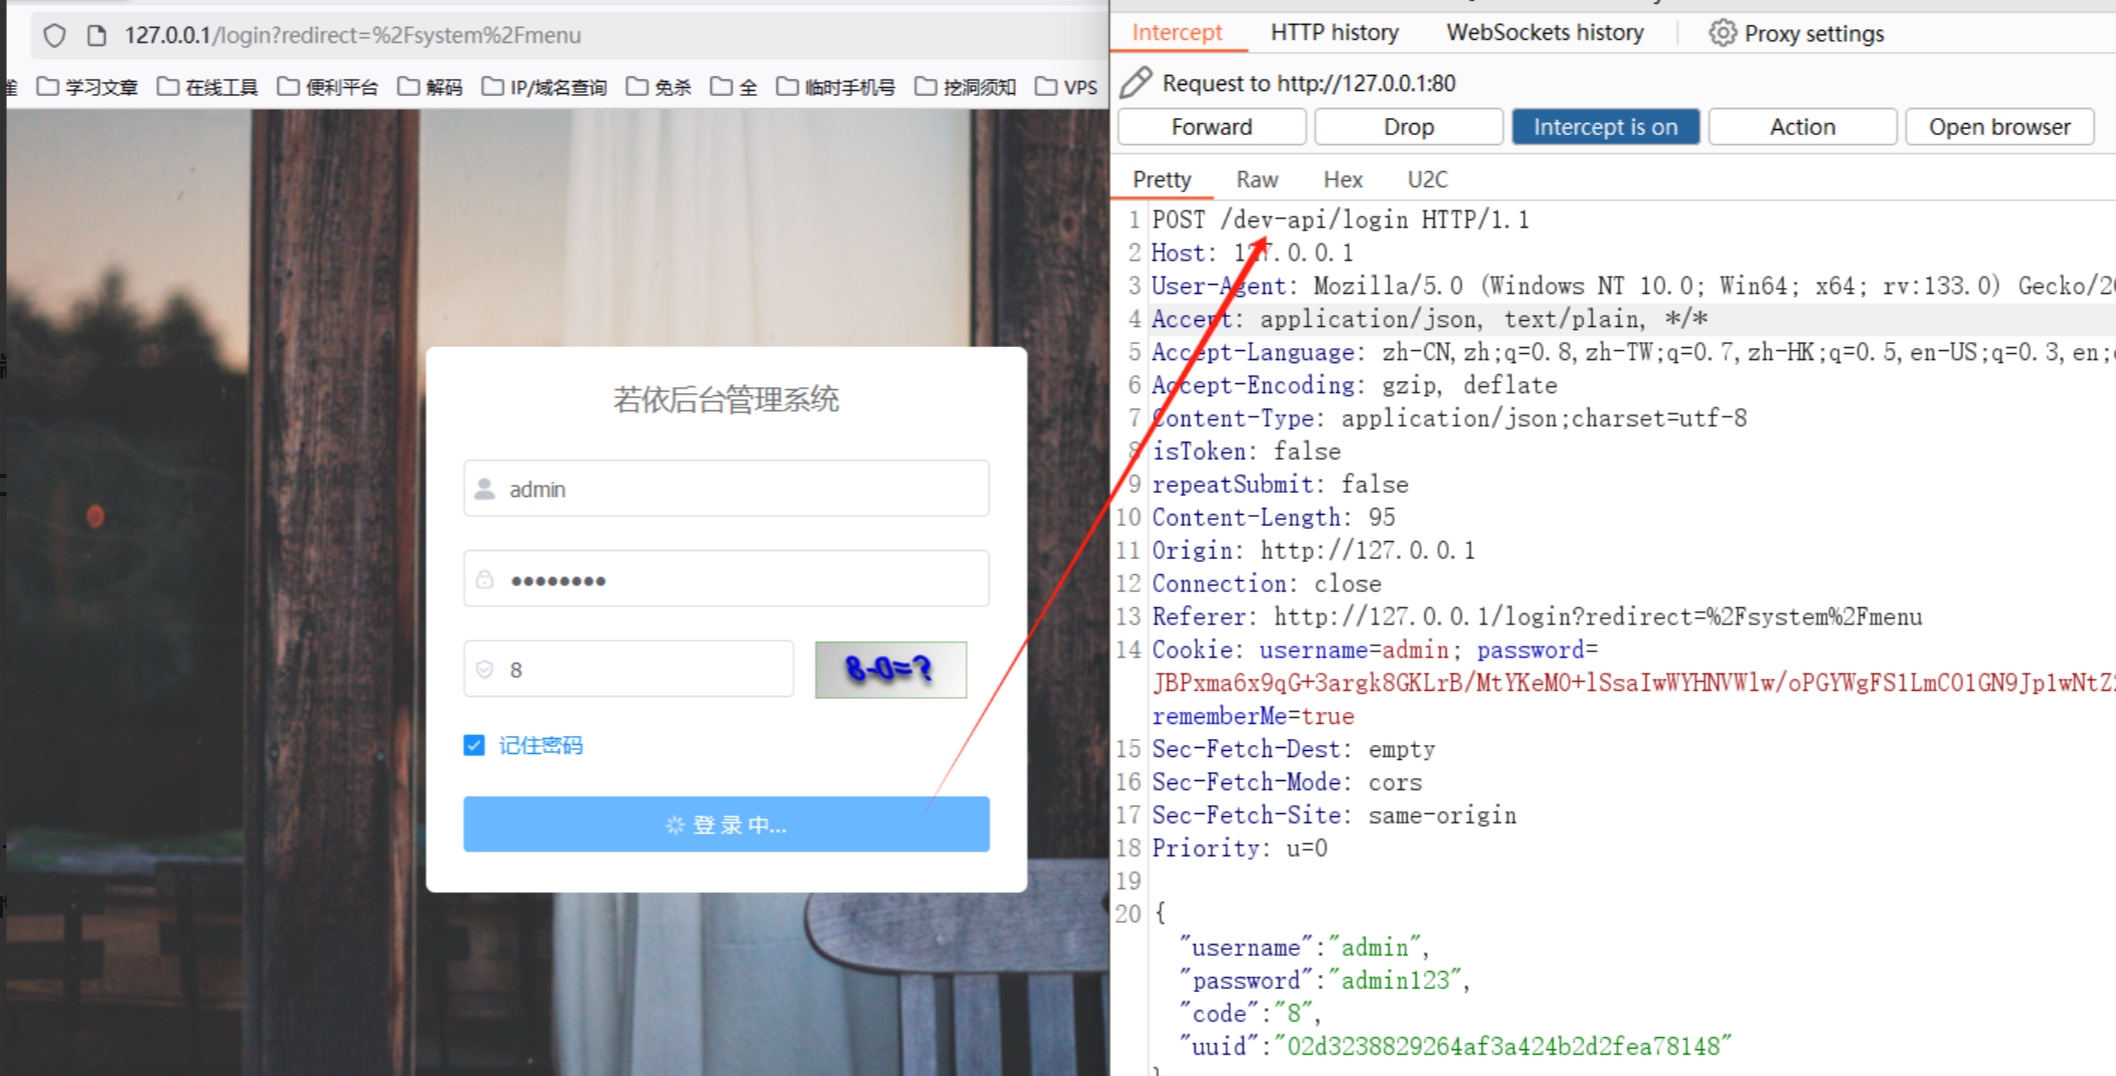 127.0.0.1/login?redirect=%2Fsystem%2Fmenu
学习文章 在线工具 便利平台 解码 IP/域名查询 免杀 全 临时手机号 挖洞须知 VPS
若依后台管理系统
admin
••••••••
8
8-0=?
记住密码
登 录 中...
Intercept HTTP history WebSockets history Proxy settings
Request to http://127.0.0.1:80
Forward Drop Intercept is on Action Open browser
Pretty Raw Hex U2C
1 POST /dev-api/login HTTP/1.1
2 Host: 127.0.0.1
3 User-Agent: Mozilla/5.0 (Windows NT 10.0; Win64; x64; rv:133.0) Gecko/20
4 Accept: application/json, text/plain, */*
5 Accept-Language: zh-CN,zh;q=0.8,zh-TW;q=0.7,zh-HK;q=0.5,en-US;q=0.3,en;
6 Accept-Encoding: gzip, deflate
7 Content-Type: application/json;charset=utf-8
8 isToken: false
9 repeatSubmit: false
10 Content-Length: 95
11 Origin: http://127.0.0.1
12 Connection: close
13 Referer: http://127.0.0.1/login?redirect=%2Fsystem%2Fmenu
14 Cookie: username=admin; password=
JBPxma6x9qG+3argk8GKLrB/MtYKeM0+lSsaIwWYHNVWlw/oPGYWgFS1LmC01GN9Jp1wNtZ
rememberMe=true
15 Sec-Fetch-Dest: empty
16 Sec-Fetch-Mode: cors
17 Sec-Fetch-Site: same-origin
18 Priority: u=0
19
20 {
"username":"admin",
"password":"admin123",
"code":"8",
"uuid":"02d3238829264af3a424b2d2fea78148"